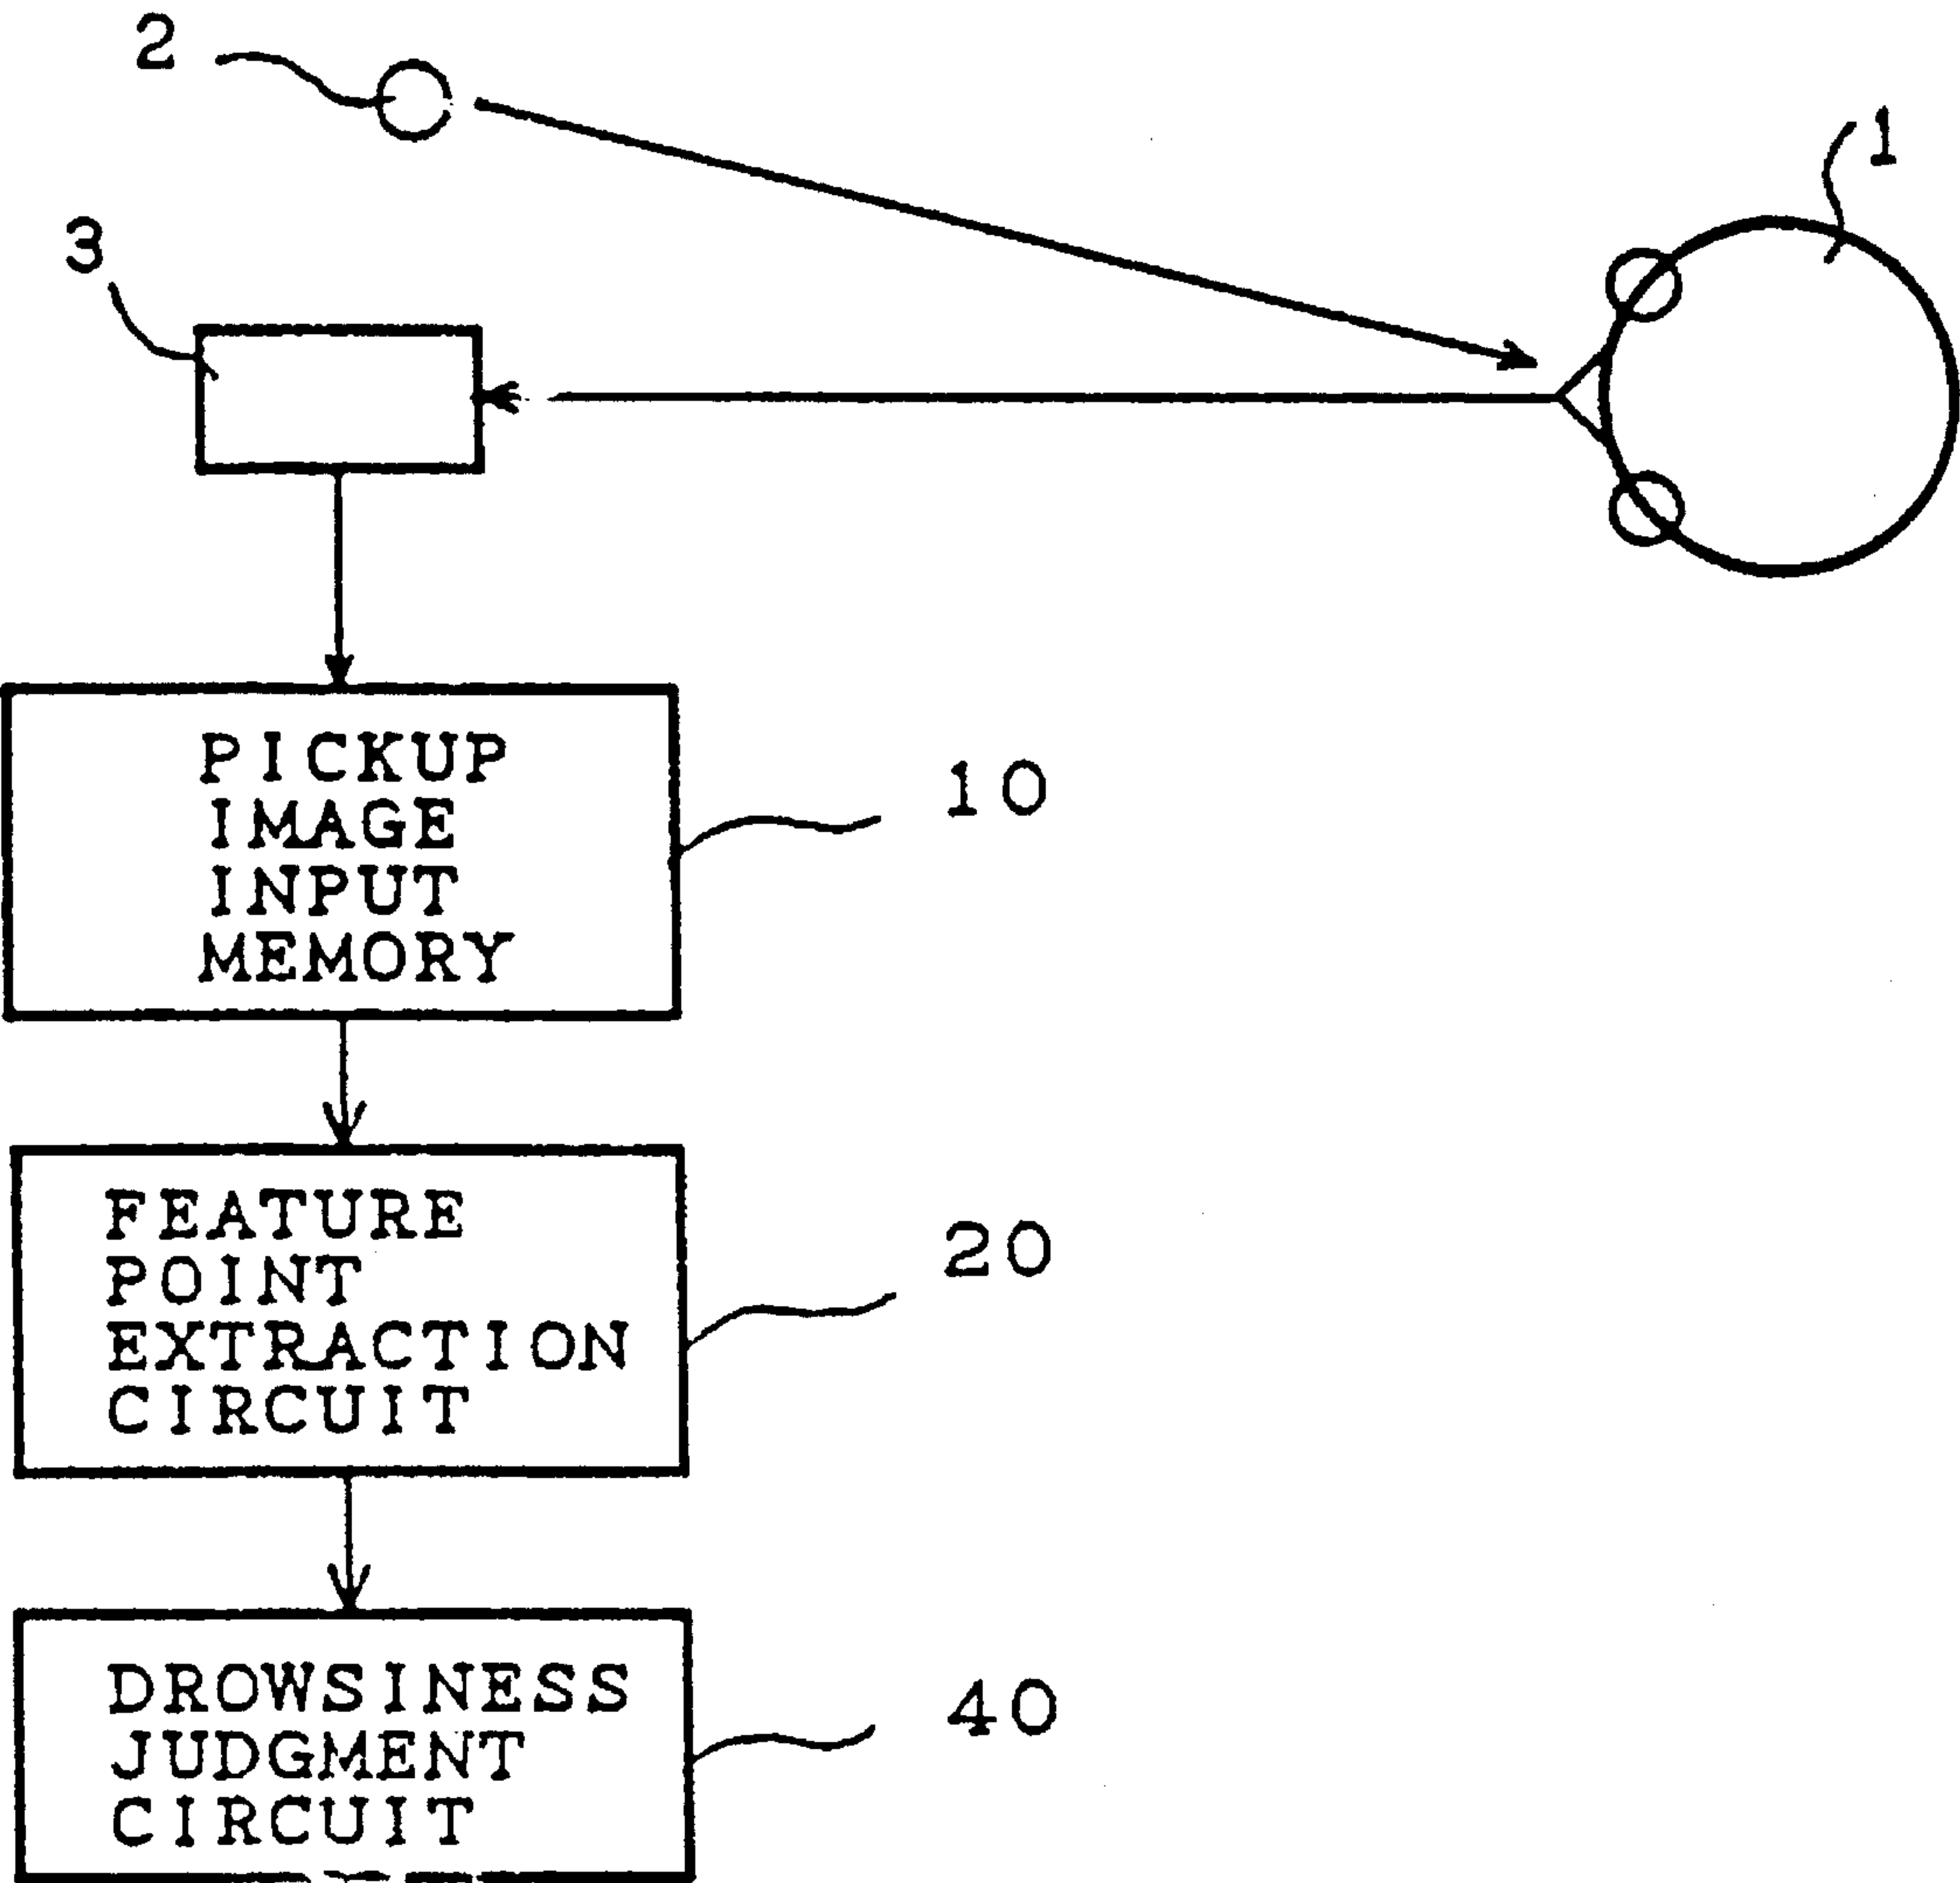 2
1
3
PICKUP
IMAGE
INPUT
MEMORY
10
FEATURE
POINT
EXTRACTION
CIRCUIT
20
DROWSINESS
JUDGMENT
CIRCUIT
40